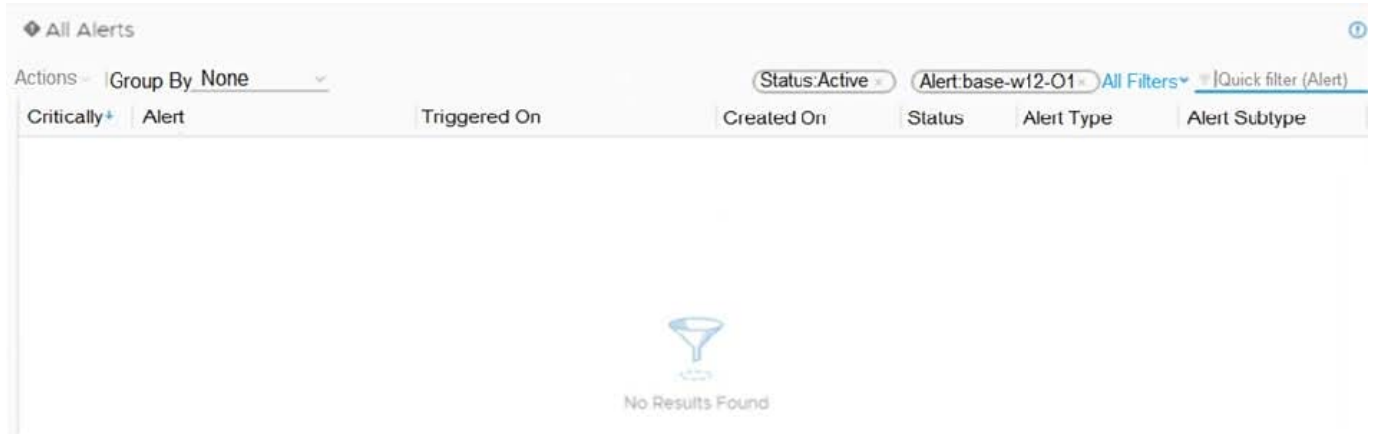 All Alerts
Actions Group By None Status:Active × Alert:base-w12-O1 × All Filters Quick filter (Alert)
Critically Alert Triggered On Created On Status Alert Type Alert Subtype
No Results Found